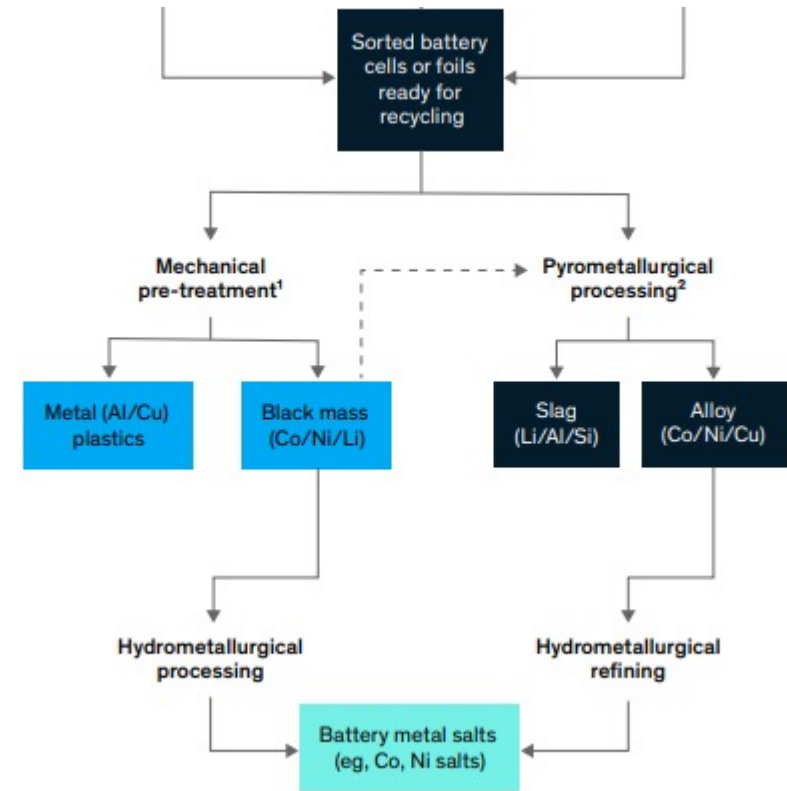 Sorted battery
cells or foils
ready for
recycling
Mechanical
pre-treatment¹
Pyrometallurgical
processing²
Metal (Al/Cu)
plastics
Black mass
(Co/Ni/Li)
Slag
(Li/Al/Si)
Alloy
(Co/Ni/Cu)
Hydrometallurgical
processing
Hydrometallurgical
refining
Battery metal salts
(eg, Co, Ni salts)